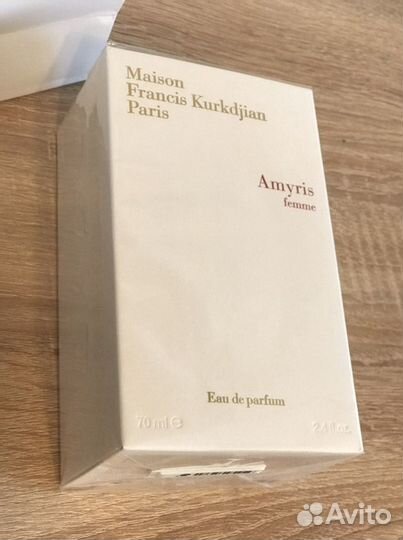 Maison
Francis Kurkdjian
Paris
Amyris
femme
Eau de parfum
70 ml ℮
2.4 fl.oz.
Avito